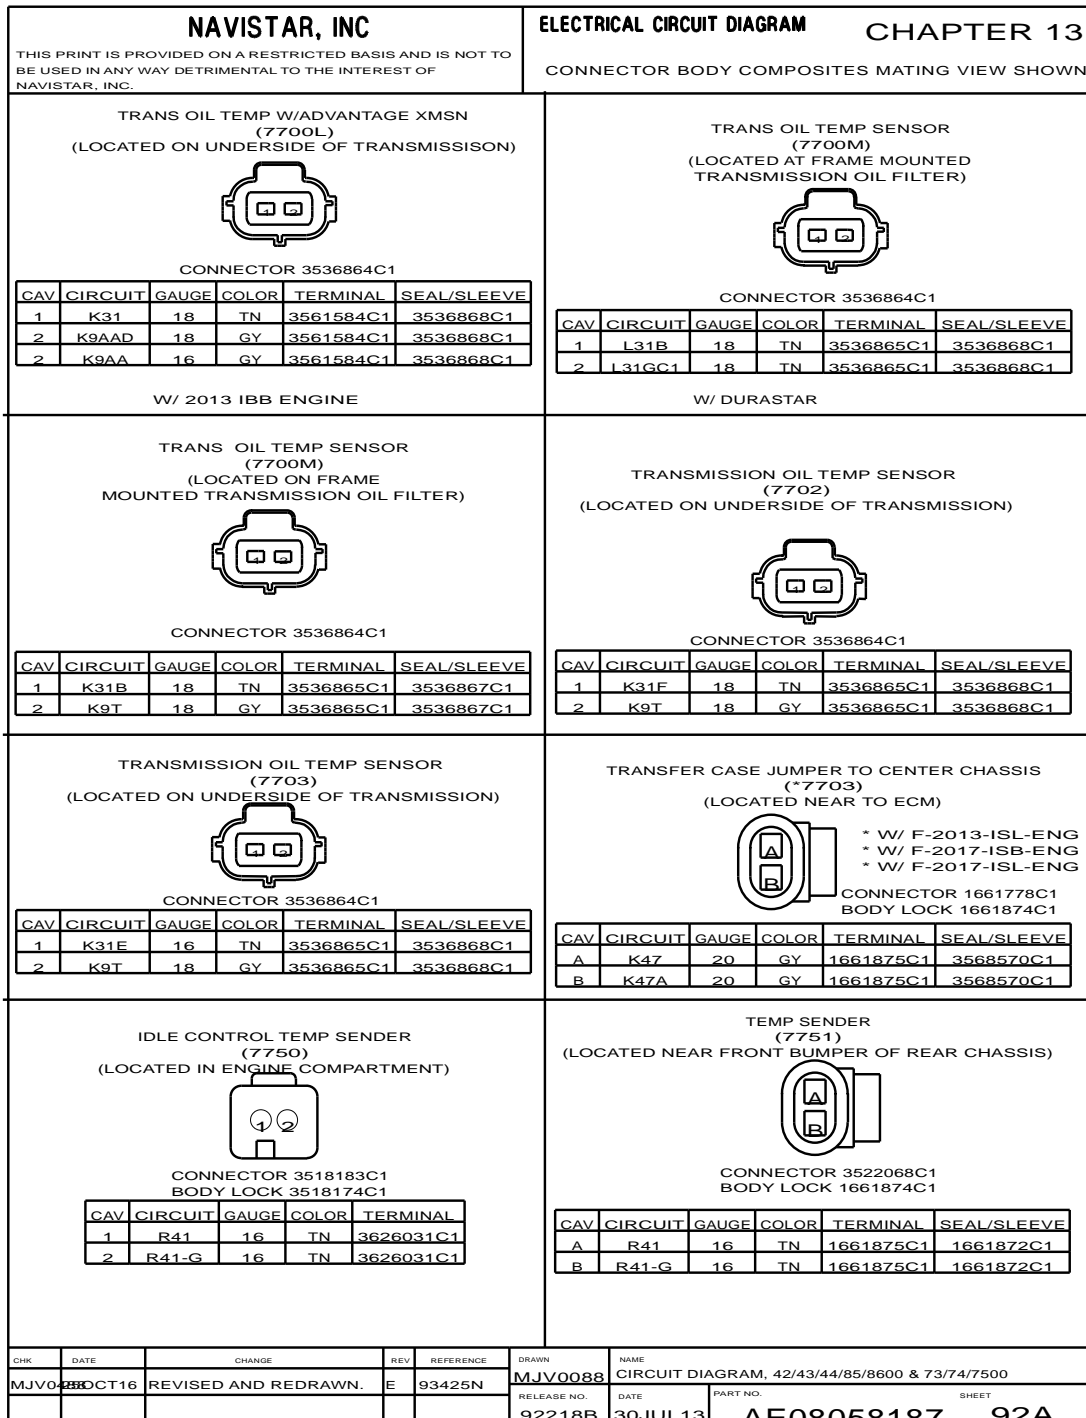 NAVISTAR, INC
THIS PRINT IS PROVIDED ON A RESTRICTED BASIS AND IS NOT TO
BE USED IN ANY WAY DETRIMENTAL TO THE INTEREST OF
NAVISTAR, INC.
ELECTRICAL CIRCUIT DIAGRAM
CHAPTER 13
CONNECTOR BODY COMPOSITES MATING VIEW SHOWN
TRANS OIL TEMP W/ADVANTAGE XMSN
(7700L)
(LOCATED ON UNDERSIDE OF TRANSMISSISON)
1 2
CONNECTOR 3536864C1
CAV CIRCUIT GAUGE COLOR TERMINAL SEAL/SLEEVE
1 K31 18 TN 3561584C1 3536868C1
2 K9AAD 18 GY 3561584C1 3536868C1
2 K9AA 16 GY 3561584C1 3536868C1
W/ 2013 IBB ENGINE
TRANS OIL TEMP SENSOR
(7700M)
(LOCATED AT FRAME MOUNTED
TRANSMISSION OIL FILTER)
1 2
CONNECTOR 3536864C1
CAV CIRCUIT GAUGE COLOR TERMINAL SEAL/SLEEVE
1 L31B 18 TN 3536865C1 3536868C1
2 L31GC1 18 TN 3536865C1 3536868C1
W/ DURASTAR
TRANS OIL TEMP SENSOR
(7700M)
(LOCATED ON FRAME
MOUNTED TRANSMISSION OIL FILTER)
1 2
CONNECTOR 3536864C1
CAV CIRCUIT GAUGE COLOR TERMINAL SEAL/SLEEVE
1 K31B 18 TN 3536865C1 3536867C1
2 K9T 18 GY 3536865C1 3536867C1
TRANSMISSION OIL TEMP SENSOR
(7702)
(LOCATED ON UNDERSIDE OF TRANSMISSION)
1 2
CONNECTOR 3536864C1
CAV CIRCUIT GAUGE COLOR TERMINAL SEAL/SLEEVE
1 K31F 18 TN 3536865C1 3536868C1
2 K9T 18 GY 3536865C1 3536868C1
TRANSMISSION OIL TEMP SENSOR
(7703)
(LOCATED ON UNDERSIDE OF TRANSMISSION)
1 2
CONNECTOR 3536864C1
CAV CIRCUIT GAUGE COLOR TERMINAL SEAL/SLEEVE
1 K31E 16 TN 3536865C1 3536868C1
2 K9T 18 GY 3536865C1 3536868C1
TRANSFER CASE JUMPER TO CENTER CHASSIS
(*7703)
(LOCATED NEAR TO ECM)
A
B
* W/ F-2013-ISL-ENG
* W/ F-2017-ISB-ENG
* W/ F-2017-ISL-ENG
CONNECTOR 1661778C1
BODY LOCK 1661874C1
CAV CIRCUIT GAUGE COLOR TERMINAL SEAL/SLEEVE
A K47 20 GY 1661875C1 3568570C1
B K47A 20 GY 1661875C1 3568570C1
IDLE CONTROL TEMP SENDER
(7750)
(LOCATED IN ENGINE COMPARTMENT)
1 2
CONNECTOR 3518183C1
BODY LOCK 3518174C1
CAV CIRCUIT GAUGE COLOR TERMINAL
1 R41 16 TN 3626031C1
2 R41-G 16 TN 3626031C1
TEMP SENDER
(7751)
(LOCATED NEAR FRONT BUMPER OF REAR CHASSIS)
A
B
CONNECTOR 3522068C1
BODY LOCK 1661874C1
CAV CIRCUIT GAUGE COLOR TERMINAL SEAL/SLEEVE
A R41 16 TN 1661875C1 1661872C1
B R41-G 16 TN 1661875C1 1661872C1
CHK DATE CHANGE REV REFERENCE
REVISED AND REDRAWN. E 93425N
DRAWN
MJV0088
NAME
CIRCUIT DIAGRAM, 42/43/44/85/8600 & 73/74/7500
RELEASE NO. DATE PART NO. SHEET
92218B 30JUL13 AE08058187 92A